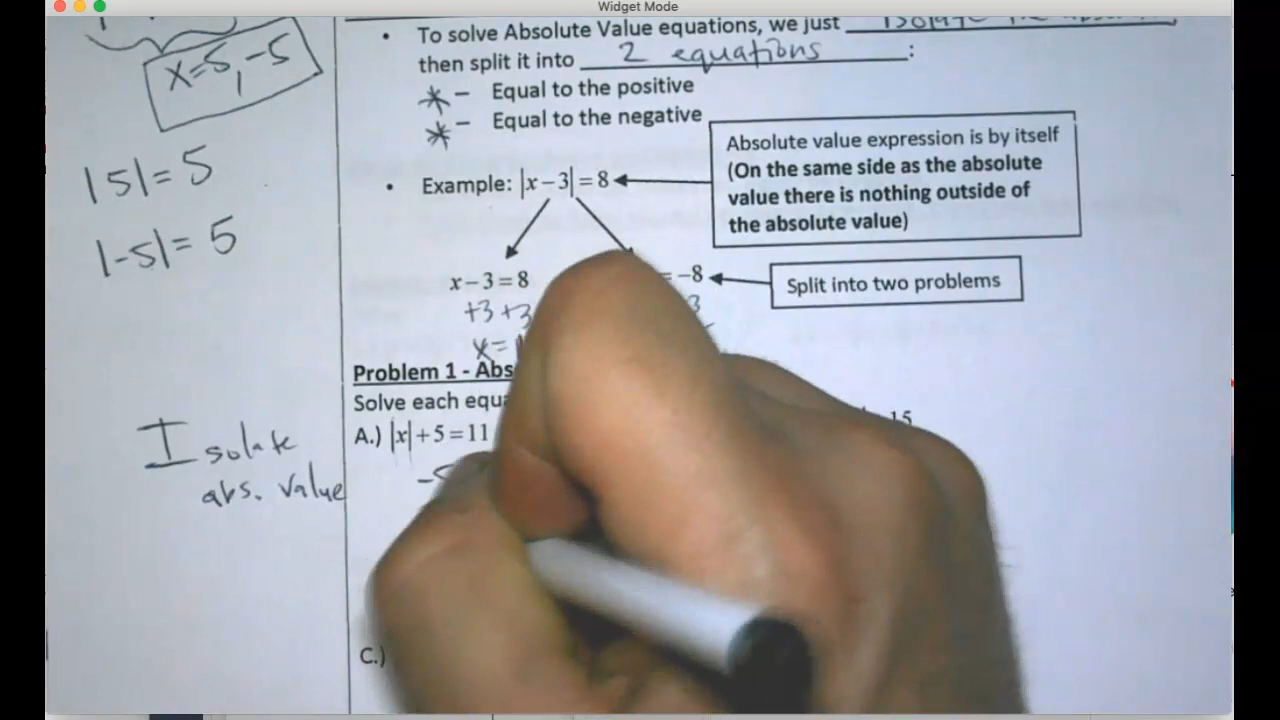 Widget Mode
x=5, -5
|5| = 5
|-5| = 5
Isolate
abs. value
• To solve Absolute Value equations, we just
then split it into 2 equations :
* – Equal to the positive
* – Equal to the negative
Absolute value expression is by itself
(On the same side as the absolute
value there is nothing outside of
the absolute value)
• Example: |x−3|=8
x−3=8
= −8
Split into two problems
+3 +3
3
x=
Problem 1 - Abs
Solve each equa
15
A.) |x|+5=11
-5
C.)